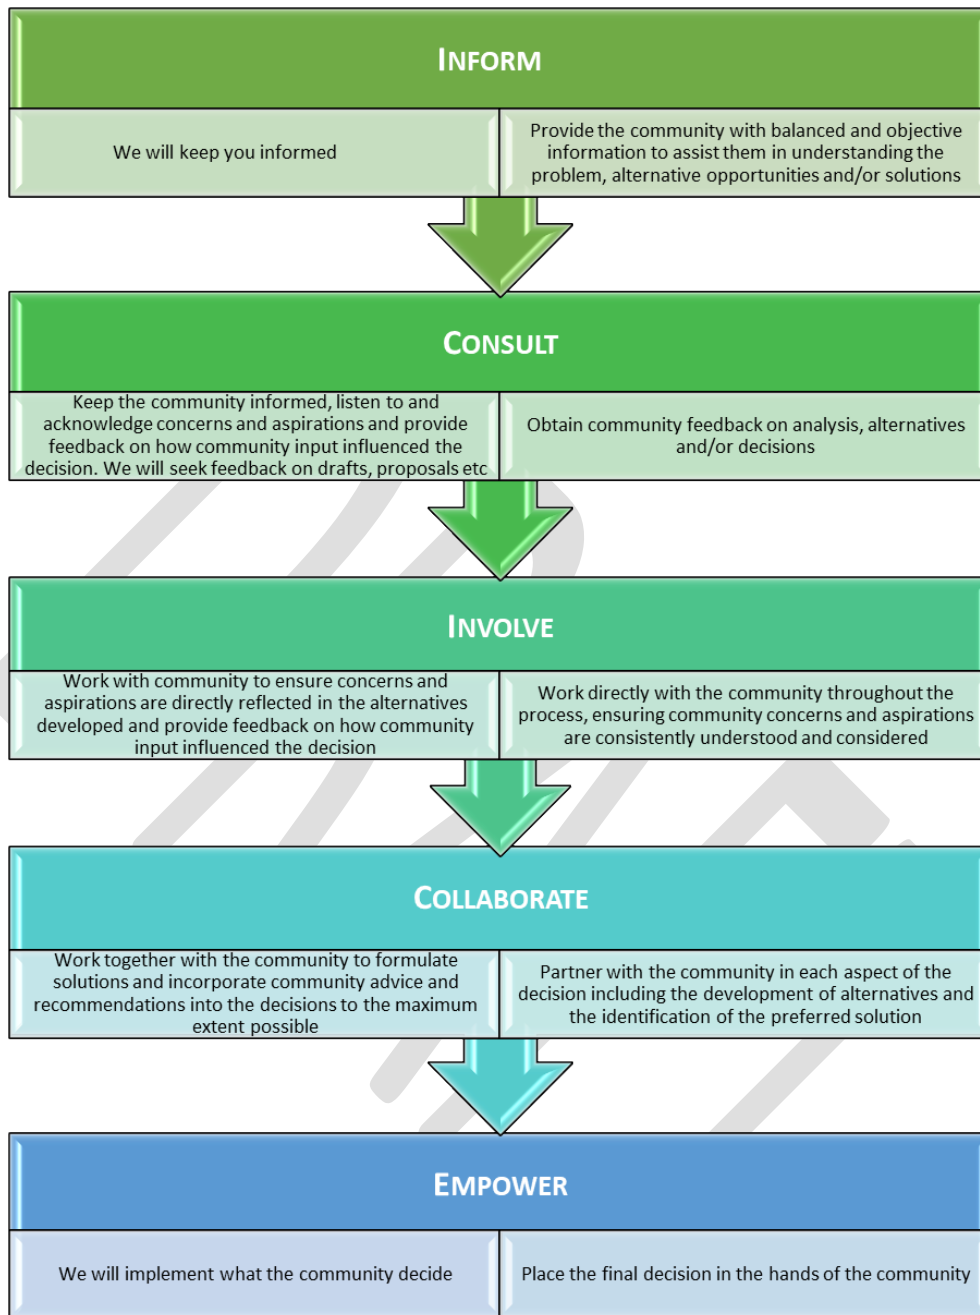 INFORM
We will keep you informed
Provide the community with balanced and objective
information to assist them in understanding the
problem, alternative opportunities and/or solutions
CONSULT
Keep the community informed, listen to and
acknowledge concerns and aspirations and provide
feedback on how community input influenced the
decision. We will seek feedback on drafts, proposals etc
Obtain community feedback on analysis, alternatives
and/or decisions
INVOLVE
Work with community to ensure concerns and
aspirations are directly reflected in the alternatives
developed and provide feedback on how community
input influenced the decision
Work directly with the community throughout the
process, ensuring community concerns and aspirations
are consistently understood and considered
COLLABORATE
Work together with the community to formulate
solutions and incorporate community advice and
recommendations into the decisions to the maximum
extent possible
Partner with the community in each aspect of the
decision including the development of alternatives and
the identification of the preferred solution
EMPOWER
We will implement what the community decide
Place the final decision in the hands of the community